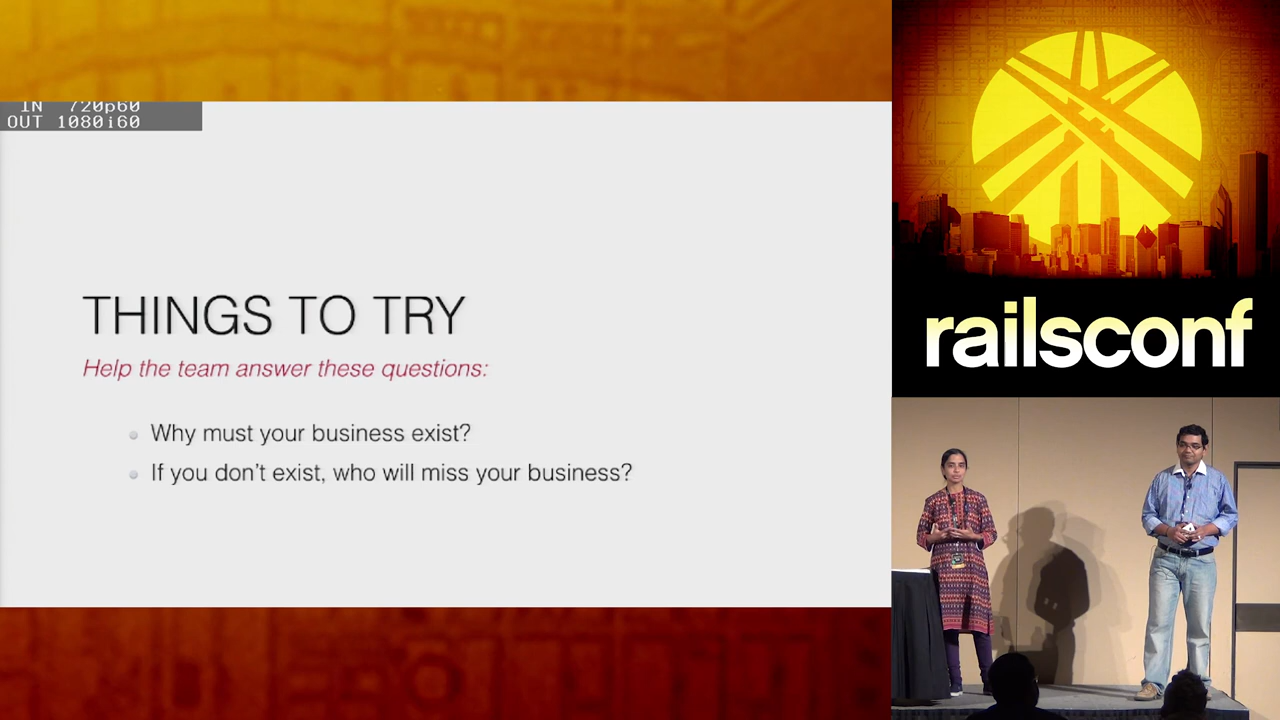 IN 720p60
OUT 1080i60
THINGS TO TRY
Help the team answer these questions:
Why must your business exist?
If you don't exist, who will miss your business?
railsconf